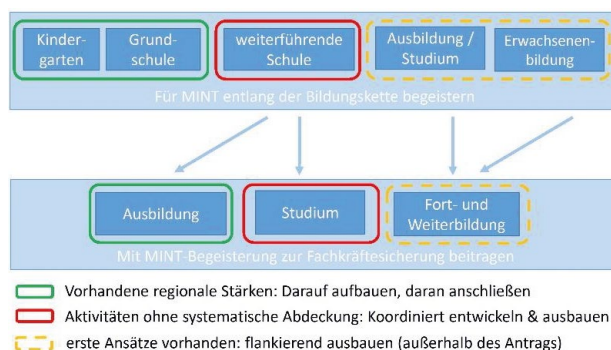 Kinder-
garten
Grund-
schule
weiterführende
Schule
Ausbildung /
Studium
Erwachsenen-
bildung
Für MINT entlang der Bildungskette begeistern
Ausbildung
Studium
Fort- und
Weiterbildung
Mit MINT-Begeisterung zur Fachkräftesicherung beitragen
Vorhandene regionale Stärken: Darauf aufbauen, daran anschließen
Aktivitäten ohne systematische Abdeckung: Koordiniert entwickeln & ausbauen
erste Ansätze vorhanden: flankierend ausbauen (außerhalb des Antrags)